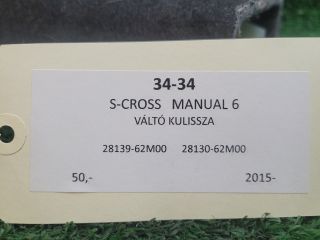 34-34
S-CROSS MANUAL 6
VÁLTÓ KULISSZA
28139-62M00 28130-62M00
50,- 2015-